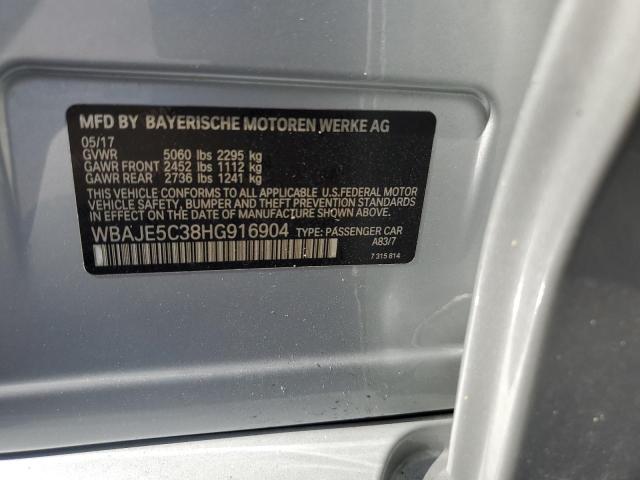 MFD BY BAYERISCHE MOTOREN WERKE AG
05/17
GVWR 5060 lbs 2295 kg
GAWR FRONT 2452 lbs 1112 kg
GAWR REAR 2736 lbs 1241 kg
THIS VEHICLE CONFORMS TO ALL APPLICABLE U.S.FEDERAL MOTOR
VEHICLE SAFETY, BUMPER AND THEFT PREVENTION STANDARDS
IN EFFECT ON THE DATE OF MANUFACTURE SHOWN ABOVE.
WBAJE5C38HG916904 TYPE: PASSENGER CAR
A83/7
7 315 814